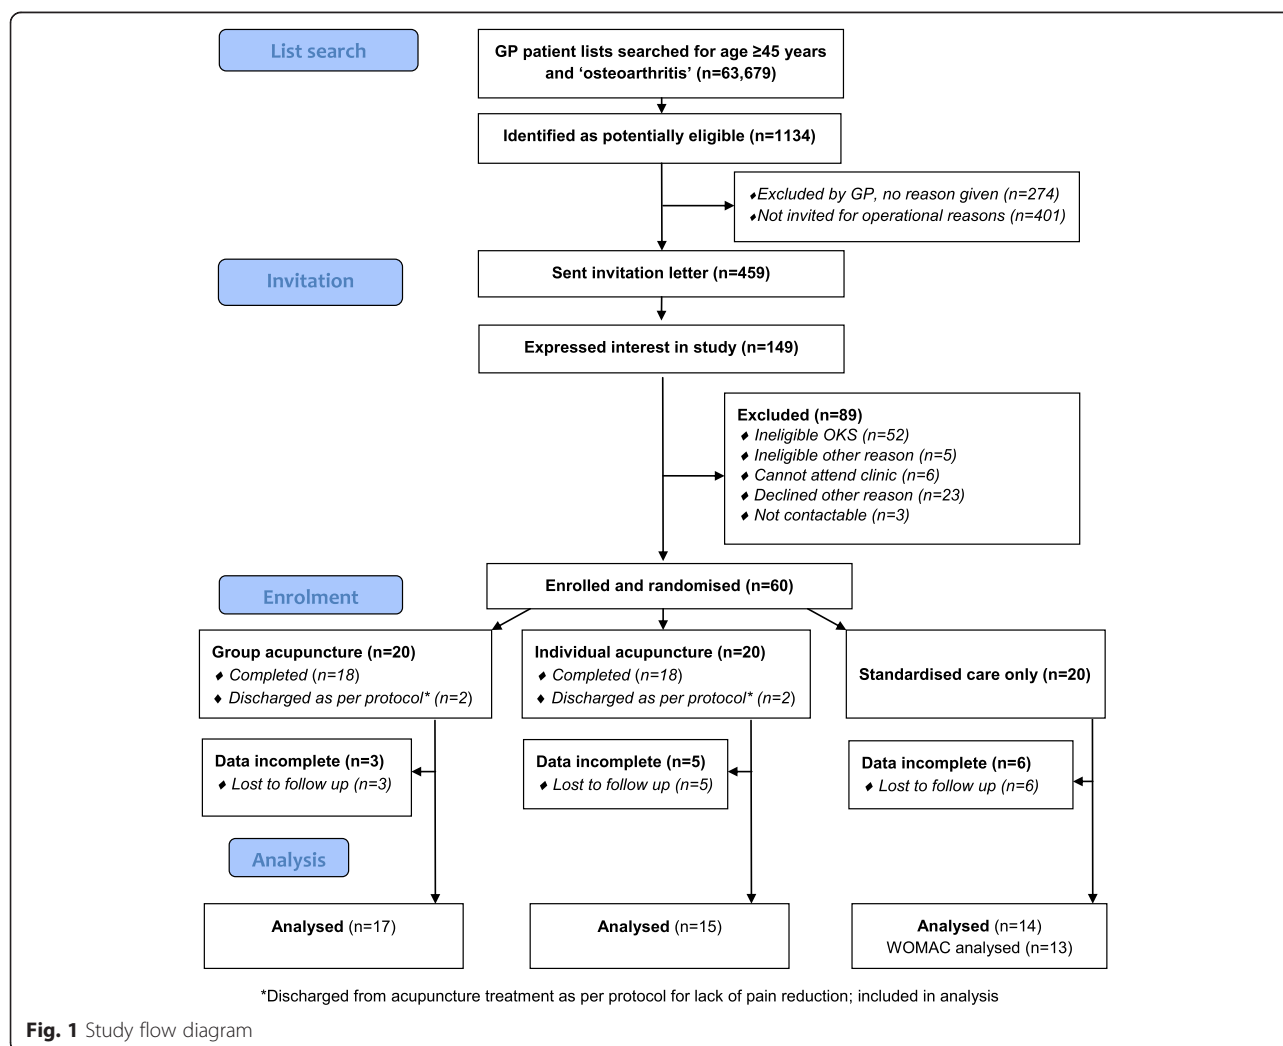 List search
GP patient lists searched for age ≥45 years
and ‘osteoarthritis’ (n=63,679)
Identified as potentially eligible (n=1134)
♦Excluded by GP, no reason given (n=274)
♦Not invited for operational reasons (n=401)
Invitation
Sent invitation letter (n=459)
Expressed interest in study (n=149)
Excluded (n=89)
♦ Ineligible OKS (n=52)
♦ Ineligible other reason (n=5)
♦ Cannot attend clinic (n=6)
♦ Declined other reason (n=23)
♦ Not contactable (n=3)
Enrolment
Enrolled and randomised (n=60)
Group acupuncture (n=20)
♦ Completed (n=18)
♦ Discharged as per protocol* (n=2)
Individual acupuncture (n=20)
♦ Completed (n=18)
♦ Discharged as per protocol* (n=2)
Standardised care only (n=20)
Data incomplete (n=3)
♦ Lost to follow up (n=3)
Data incomplete (n=5)
♦ Lost to follow up (n=5)
Data incomplete (n=6)
♦ Lost to follow up (n=6)
Analysis
Analysed (n=17)
Analysed (n=15)
Analysed (n=14)
WOMAC analysed (n=13)
*Discharged from acupuncture treatment as per protocol for lack of pain reduction; included in analysis
Fig. 1 Study flow diagram